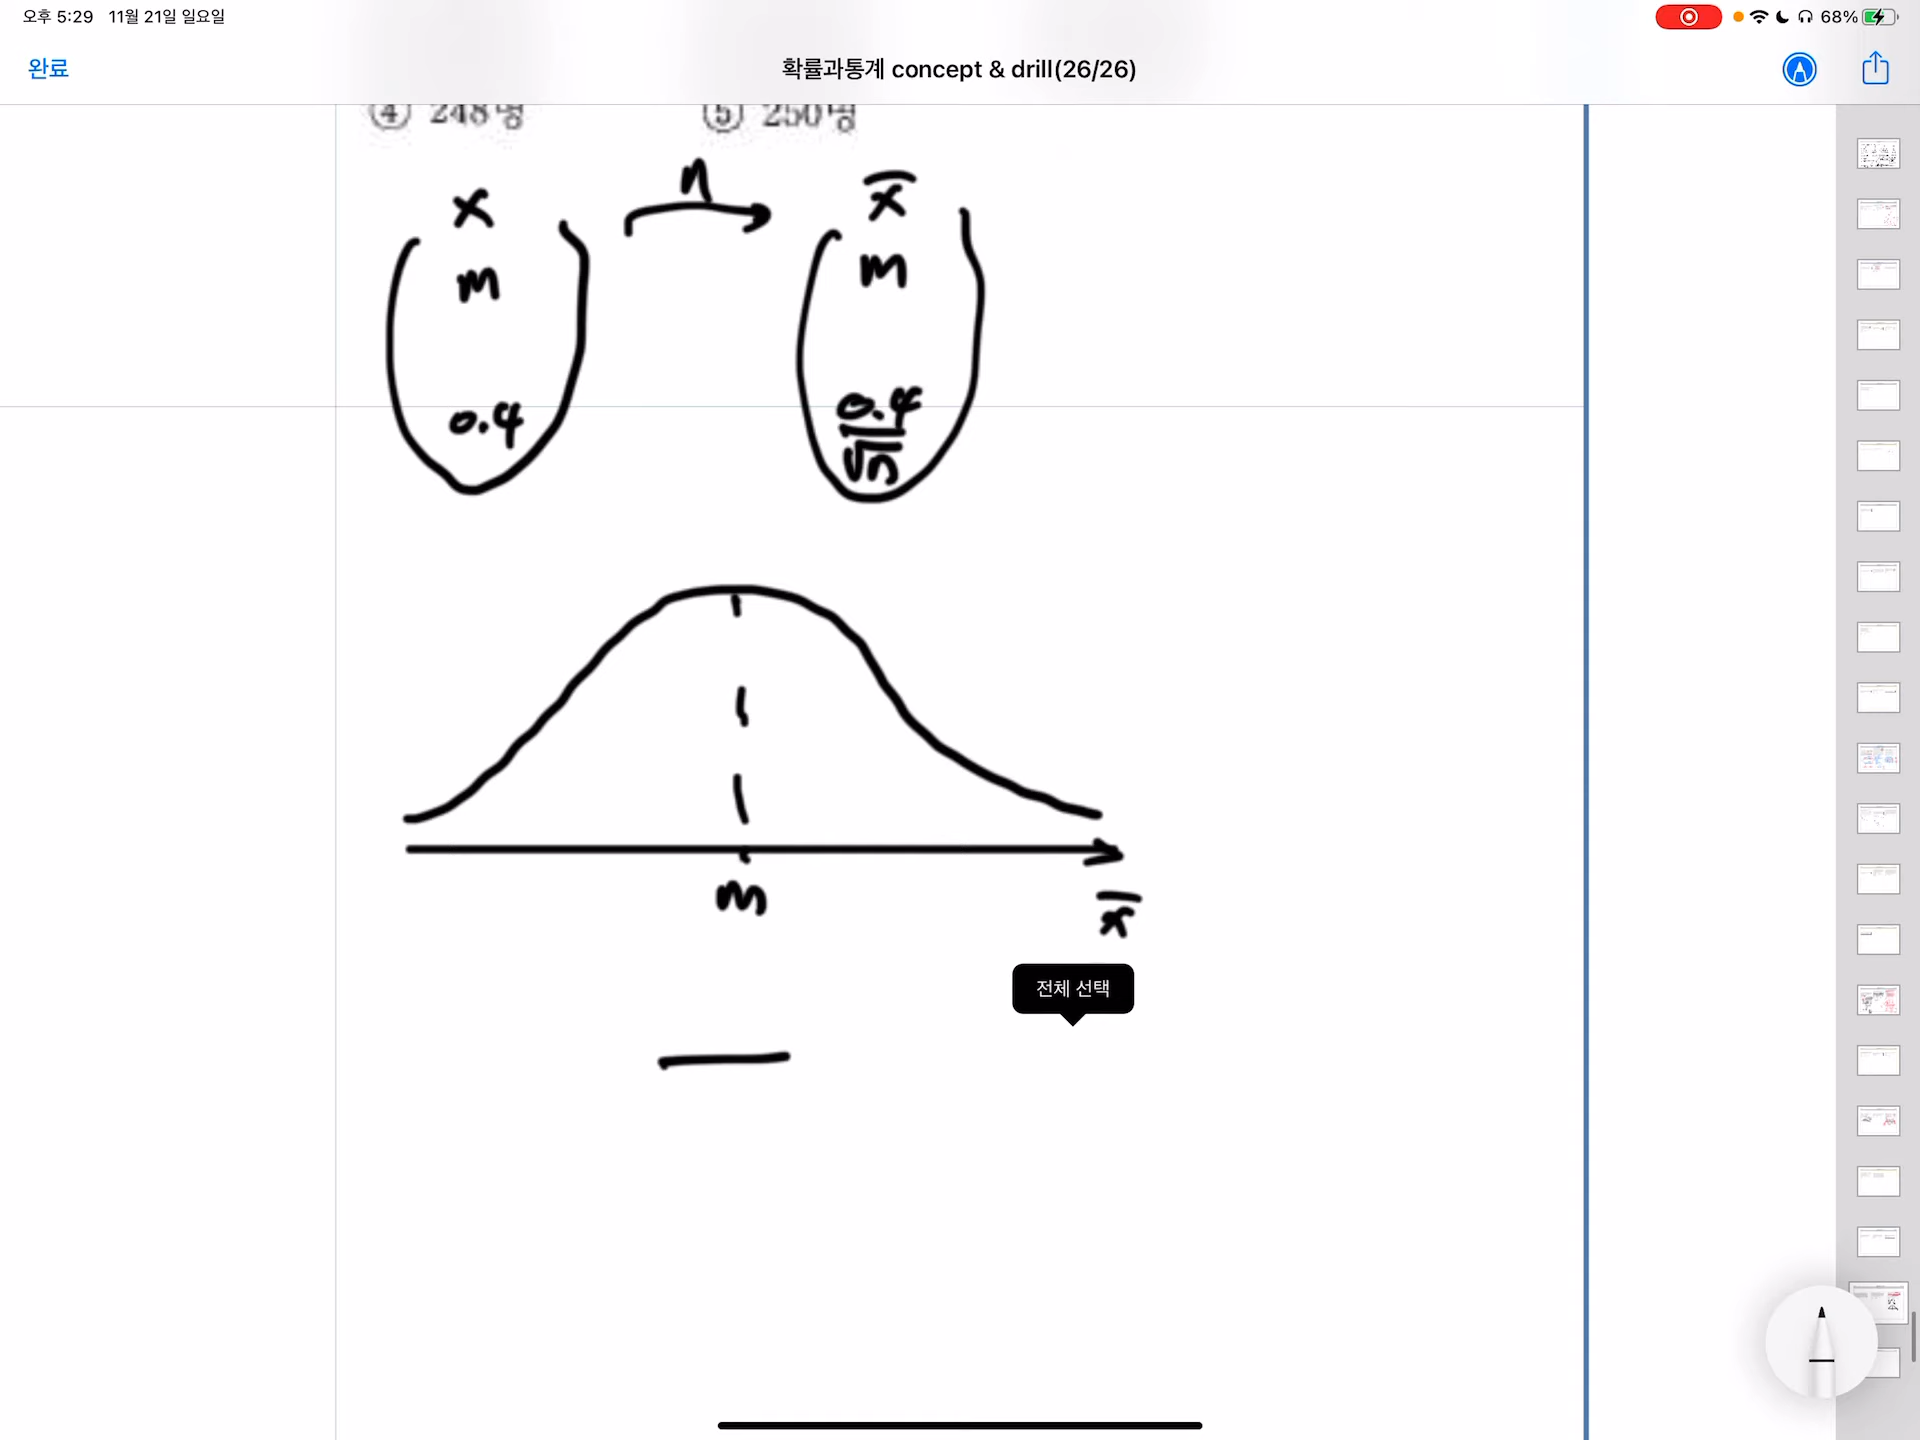 오후 5:29 11월 21일 일요일
68%
완료
확률과통계 concept & drill(26/26)
④ 248명 ⑤ 250명
x n x̄
m m
0.4 0.4/√n
m
x̄
전체 선택